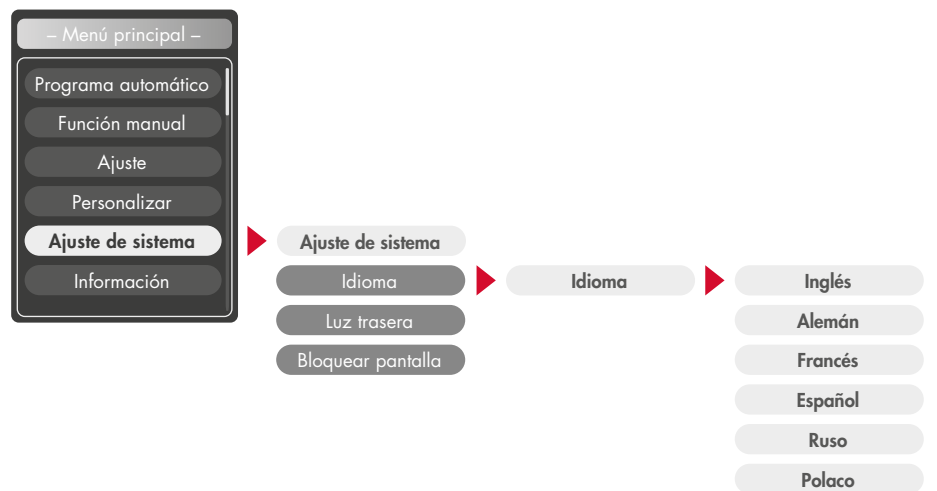 – Menú principal –
Programa automático
Función manual
Ajuste
Personalizar
Ajuste de sistema
Información
Ajuste de sistema
Idioma
Luz trasera
Bloquear pantalla
Idioma
Inglés
Alemán
Francés
Español
Ruso
Polaco